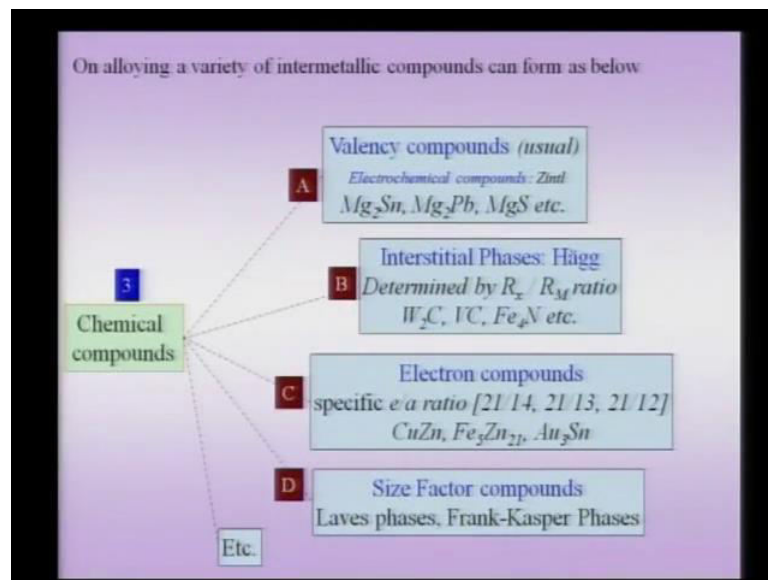 On alloying a variety of intermetallic compounds can form as below
3
Chemical
compounds
A
Valency compounds (usual)
Electrochemical compounds: Zintl
Mg₂Sn, Mg₂Pb, MgS etc.
B
Interstitial Phases: Hägg
Determined by Rₓ / R_M ratio
W₂C, VC, Fe₄N etc.
C
Electron compounds
specific e/a ratio [21/14, 21/13, 21/12]
CuZn, Fe₅Zn₂₁, Au₃Sn
D
Size Factor compounds
Laves phases, Frank-Kasper Phases
Etc.